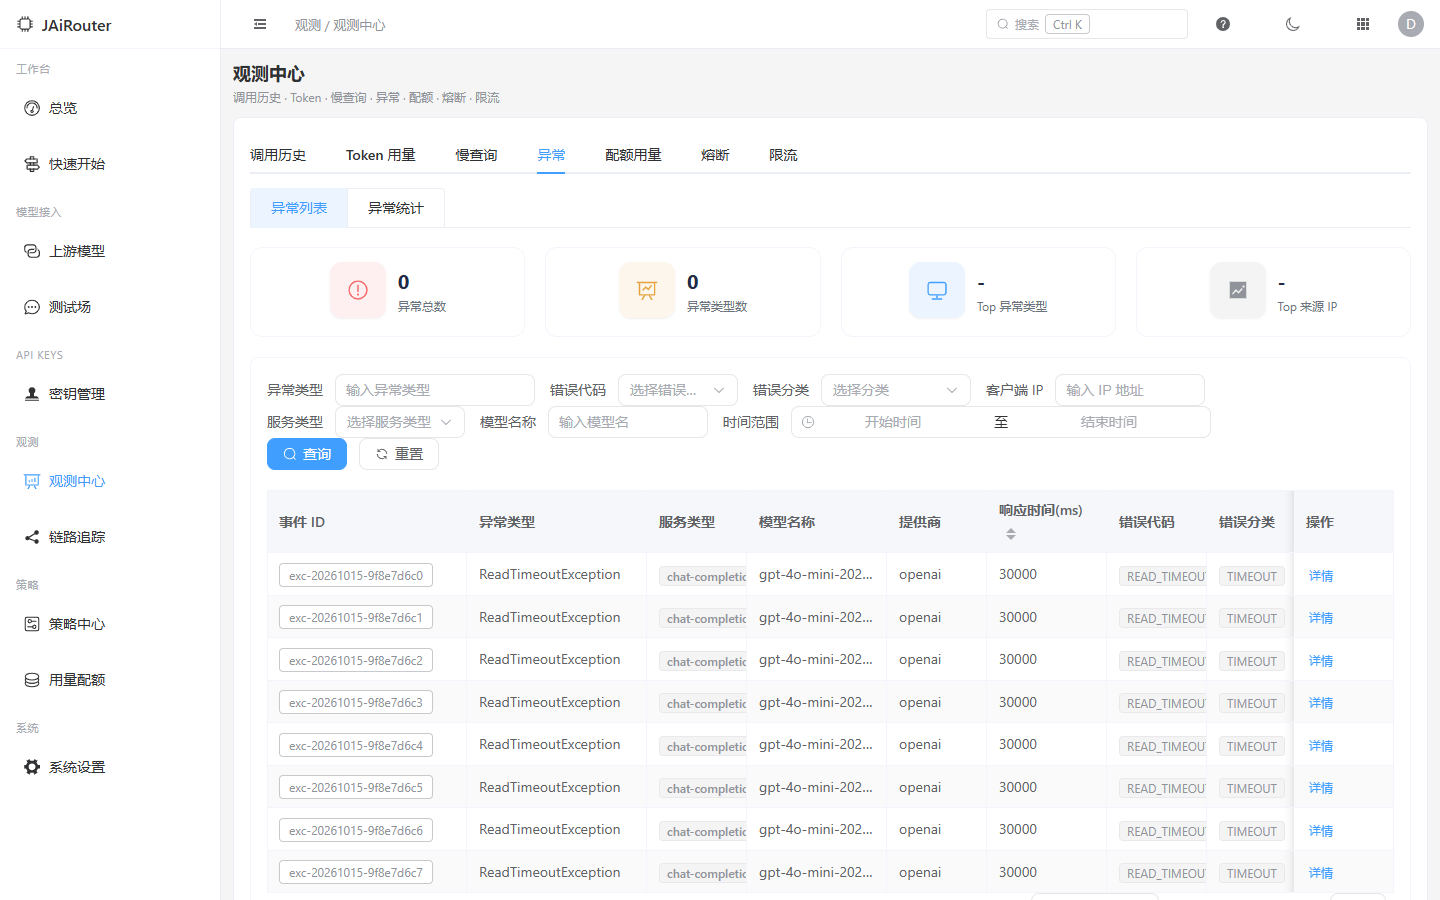 JAiRouter
观测 / 观测中心
搜索 Ctrl K
D
工作台
总览
快速开始
模型接入
上游模型
测试场
API KEYS
密钥管理
观测
观测中心
链路追踪
策略
策略中心
用量配额
系统
系统设置
观测中心
调用历史 · Token · 慢查询 · 异常 · 配额 · 熔断 · 限流
调用历史 Token 用量 慢查询 异常 配额用量 熔断 限流
异常列表 异常统计
0
异常总数
0
异常类型数
-
Top 异常类型
-
Top 来源 IP
异常类型 输入异常类型 错误代码 选择错误... 错误分类 选择分类 客户端 IP 输入 IP 地址
服务类型 选择服务类型 模型名称 输入模型名 时间范围 开始时间 至 结束时间
查询 重置
事件 ID 异常类型 服务类型 模型名称 提供商 响应时间(ms) 错误代码 错误分类 操作
exc-20261015-9f8e7d6c0 ReadTimeoutException chat-completic gpt-4o-mini-202... openai 30000 READ_TIMEOU TIMEOUT 详情
exc-20261015-9f8e7d6c1 ReadTimeoutException chat-completic gpt-4o-mini-202... openai 30000 READ_TIMEOU TIMEOUT 详情
exc-20261015-9f8e7d6c2 ReadTimeoutException chat-completic gpt-4o-mini-202... openai 30000 READ_TIMEOU TIMEOUT 详情
exc-20261015-9f8e7d6c3 ReadTimeoutException chat-completic gpt-4o-mini-202... openai 30000 READ_TIMEOU TIMEOUT 详情
exc-20261015-9f8e7d6c4 ReadTimeoutException chat-completic gpt-4o-mini-202... openai 30000 READ_TIMEOU TIMEOUT 详情
exc-20261015-9f8e7d6c5 ReadTimeoutException chat-completic gpt-4o-mini-202... openai 30000 READ_TIMEOU TIMEOUT 详情
exc-20261015-9f8e7d6c6 ReadTimeoutException chat-completic gpt-4o-mini-202... openai 30000 READ_TIMEOU TIMEOUT 详情
exc-20261015-9f8e7d6c7 ReadTimeoutException chat-completic gpt-4o-mini-202... openai 30000 READ_TIMEOU TIMEOUT 详情